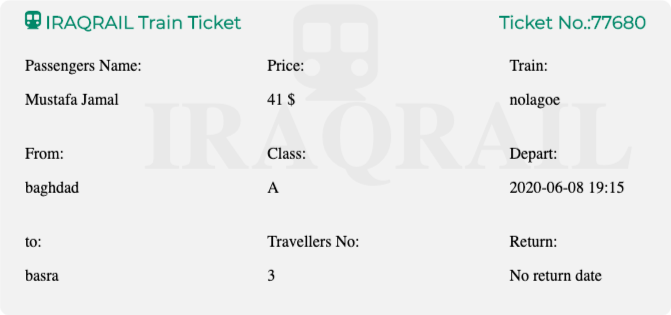 IRAQRAIL Train Ticket
Ticket No.:77680
Passengers Name:
Price:
Train:
Mustafa Jamal
41 $
nolagoe
IRAQRAIL
From:
Class:
Depart:
baghdad
A
2020-06-08 19:15
to:
Travellers No:
Return:
basra
3
No return date